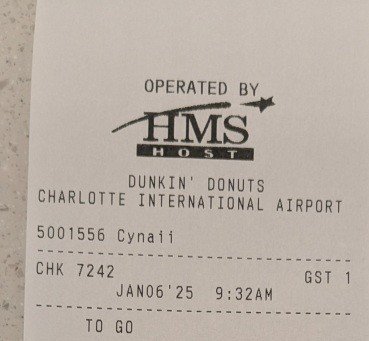 OPERATED BY
HMS
HOST
DUNKIN' DONUTS
CHARLOTTE INTERNATIONAL AIRPORT
5001556 Cynaii
CHK 7242 GST 1
JAN06'25 9:32AM
TO GO